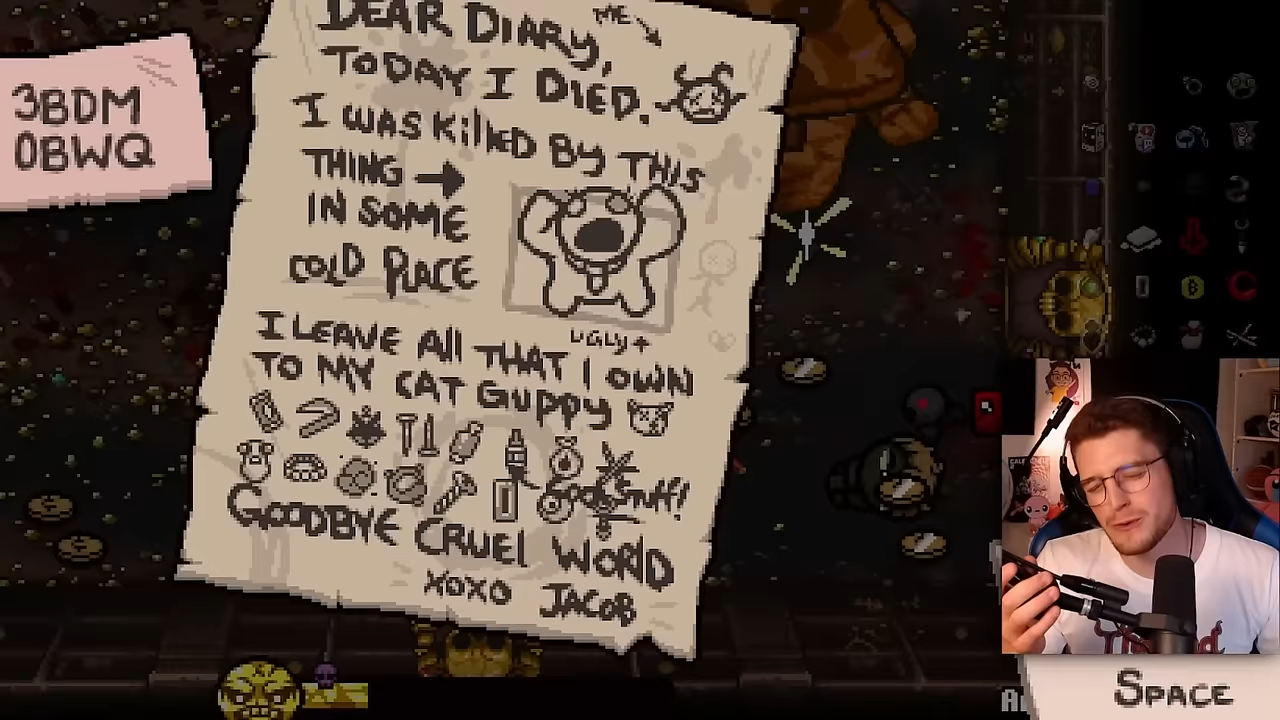 3BDM
0BWQ
DEAR DIARY,
ME
TODAY I DIED.
I WAS KILLED BY THIS
THING
IN SOME
COLD PLACE
UGLY
I LEAVE ALL THAT I OWN
TO MY CAT GUPPY
STUFF!
GOODBYE CRUEL WORLD
XOXO JACOB
SPACE